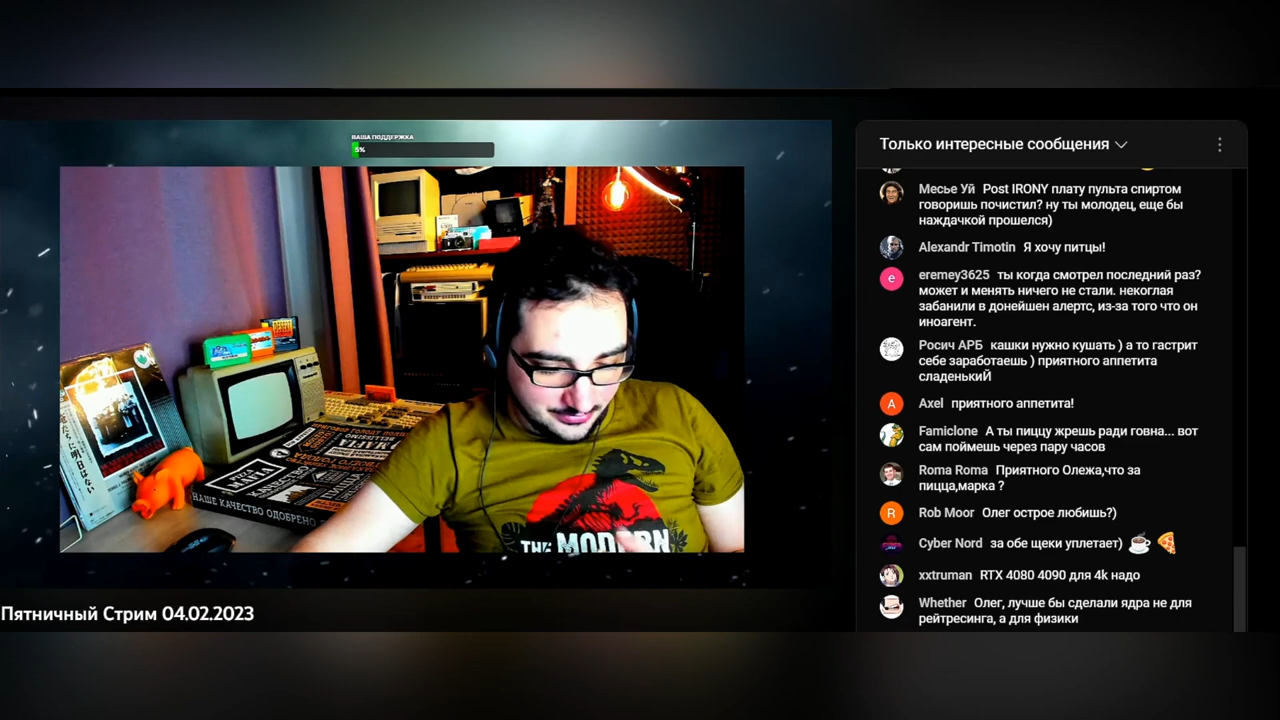 ВАША ПОДДЕРЖКА
5%
НАШЕ КАЧЕСТВО ОДОБРЕНО
MAFIA
BELLISSIMO
THE MODERN
Пятничный Стрим 04.02.2023
Только интересные сообщения
Месье Уй Post IRONY плату пульта спиртом
говоришь почистил? ну ты молодец, еще бы
наждачкой прошелся)
Alexandr Timotin Я хочу питцы!
e
eremey3625 ты когда смотрел последний раз?
может и менять ничего не стали. некоглая
забанили в донейшен алертс, из-за того что он
иноагент.
Росич АРБ кашки нужно кушать ) а то гастрит
себе заработаешь ) приятного аппетита
сладенькиЙ
A
Axel приятного аппетита!
Famiclone А ты пиццу жрешь ради говна... вот
сам поймешь через пару часов
Roma Roma Приятного Олежа,что за
пицца,марка ?
R
Rob Moor Олег острое любишь?)
Cyber Nord за обе щеки уплетает)
xxtruman RTX 4080 4090 для 4k надо
Whether Олег, лучше бы сделали ядра не для
рейтресинга, а для физики